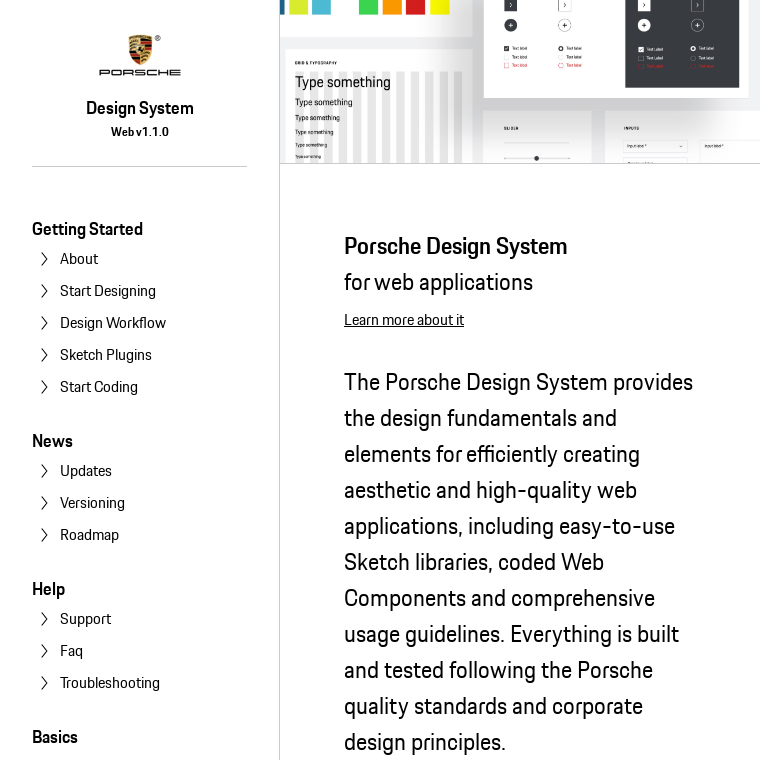 PORSCHE
Design System
Web v1.1.0
Getting Started
About
Start Designing
Design Workflow
Sketch Plugins
Start Coding
News
Updates
Versioning
Roadmap
Help
Support
Faq
Troubleshooting
Basics
GRID & TYPOGRAPHY
Type something
Type something
Type something
Type something
Type something
Type something
Text label
Text label
Text label
Text label
Text label
Text label
Text label
Text label
Text label
Text label
Text label
Text label
SLIDER
INPUTS
Input label *
Input label *
Porsche Design System
for web applications
Learn more about it
The Porsche Design System provides
the design fundamentals and
elements for efficiently creating
aesthetic and high-quality web
applications, including easy-to-use
Sketch libraries, coded Web
Components and comprehensive
usage guidelines. Everything is built
and tested following the Porsche
quality standards and corporate
design principles.